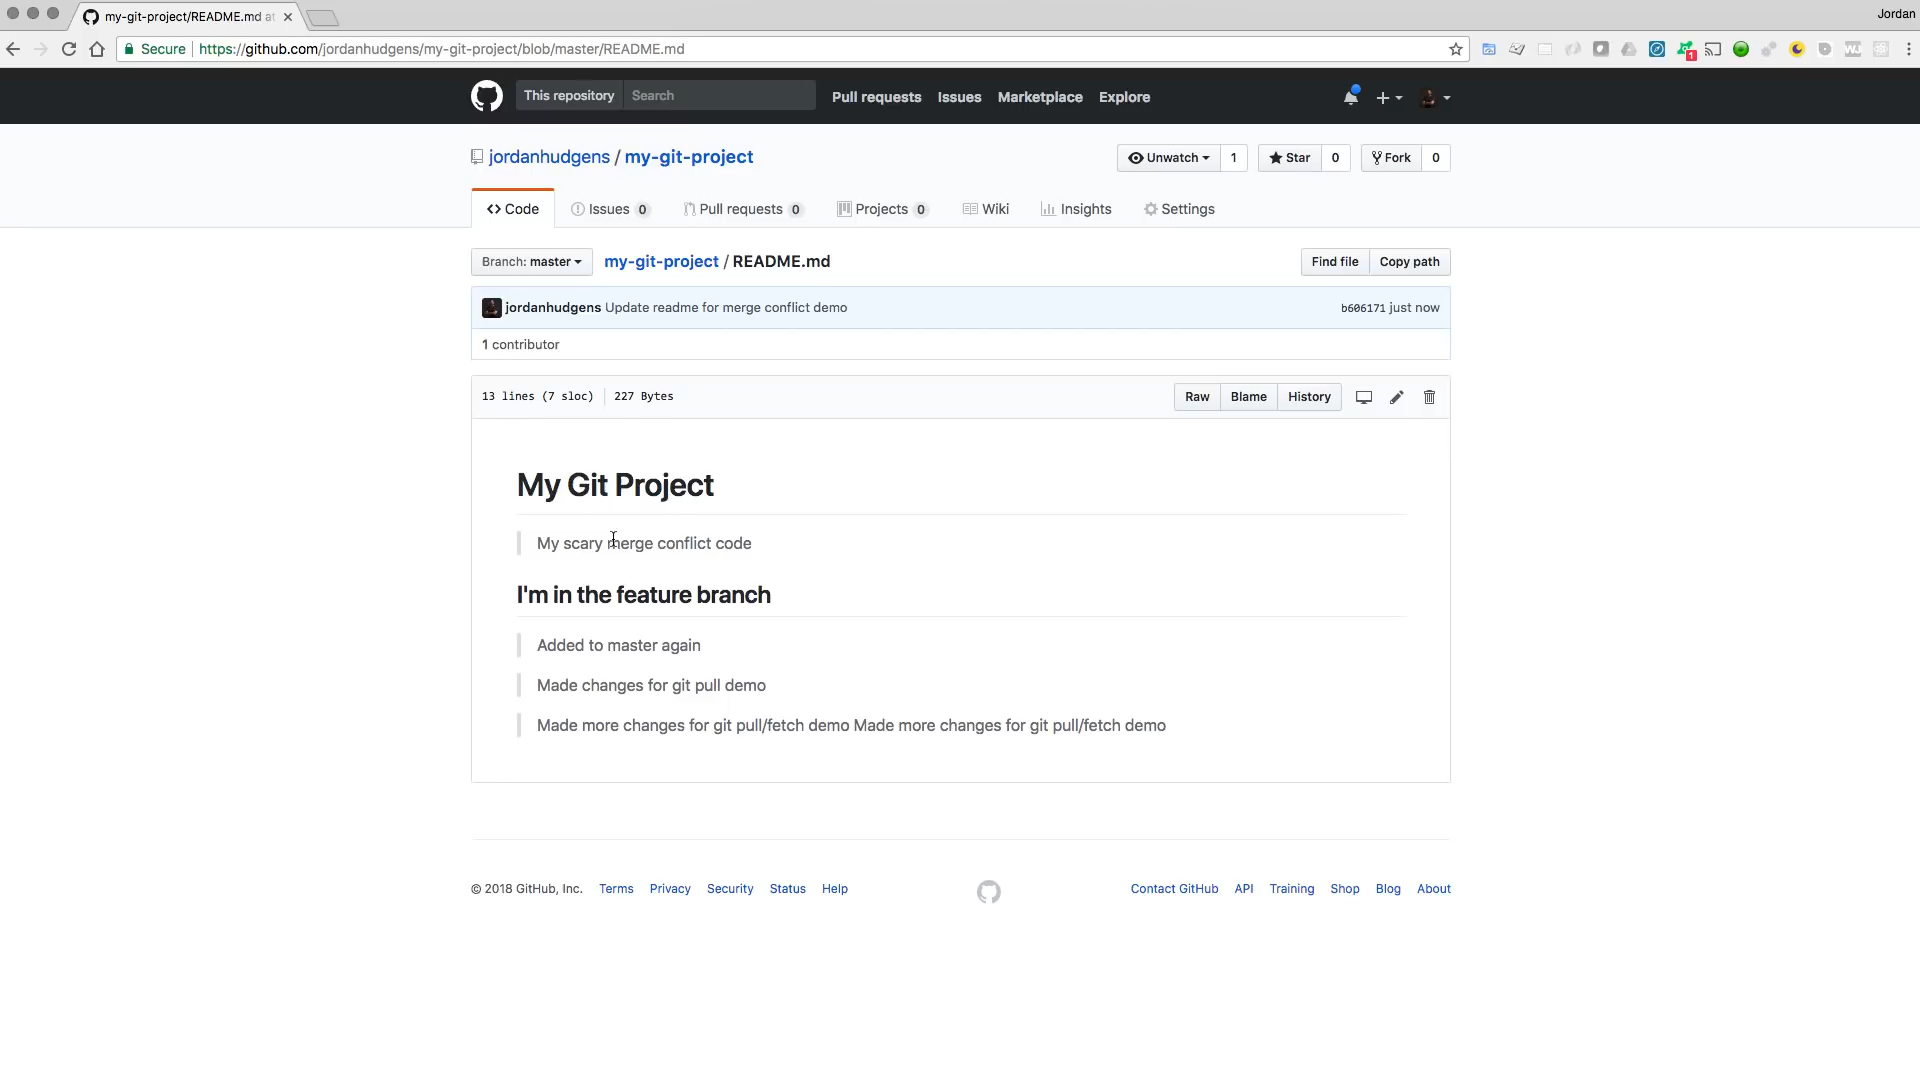 my-git-project/README.md at
Jordan
Secure https://github.com/jordanhudgens/my-git-project/blob/master/README.md
1
This repository Search Pull requests Issues Marketplace Explore
jordanhudgens / my-git-project
Unwatch 1 Star 0 Fork 0
Code Issues 0 Pull requests 0 Projects 0 Wiki Insights Settings
Branch: master my-git-project / README.md Find file Copy path
jordanhudgens Update readme for merge conflict demo b606171 just now
1 contributor
13 lines (7 sloc) 227 Bytes Raw Blame History
My Git Project
My scary merge conflict code
I'm in the feature branch
Added to master again
Made changes for git pull demo
Made more changes for git pull/fetch demo Made more changes for git pull/fetch demo
© 2018 GitHub, Inc. Terms Privacy Security Status Help Contact GitHub API Training Shop Blog About